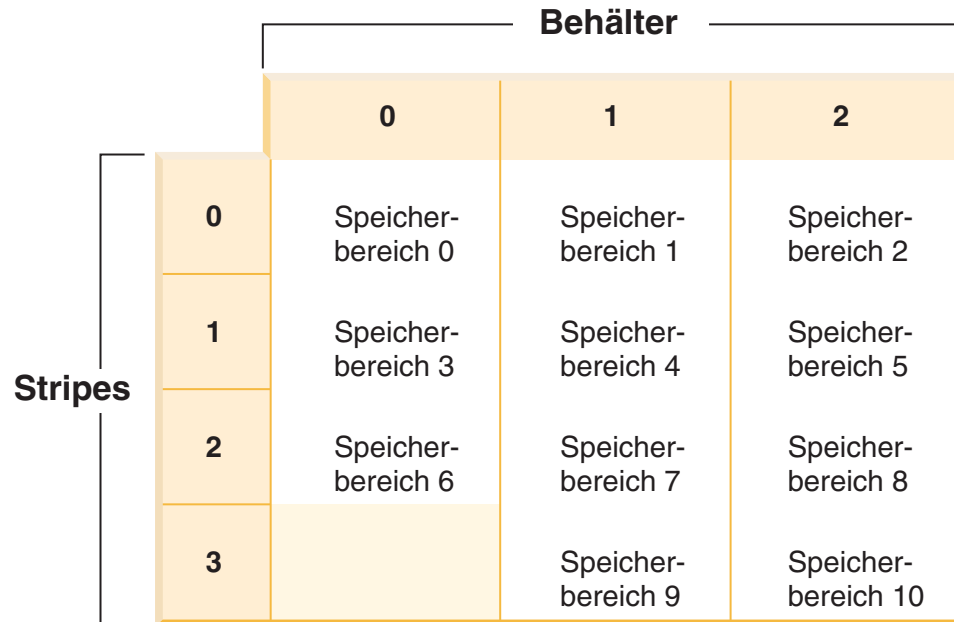 Behälter
0 1 2
0 Speicher- Speicher- Speicher-
bereich 0 bereich 1 bereich 2
1 Speicher- Speicher- Speicher-
bereich 3 bereich 4 bereich 5
Stripes
2 Speicher- Speicher- Speicher-
bereich 6 bereich 7 bereich 8
3 Speicher- Speicher-
bereich 9 bereich 10